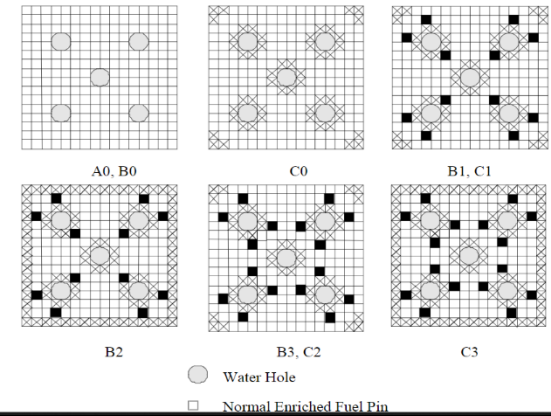 A0, B0
C0
B1, C1
B2
B3, C2
C3
Water Hole
Normal Enriched Fuel Pin